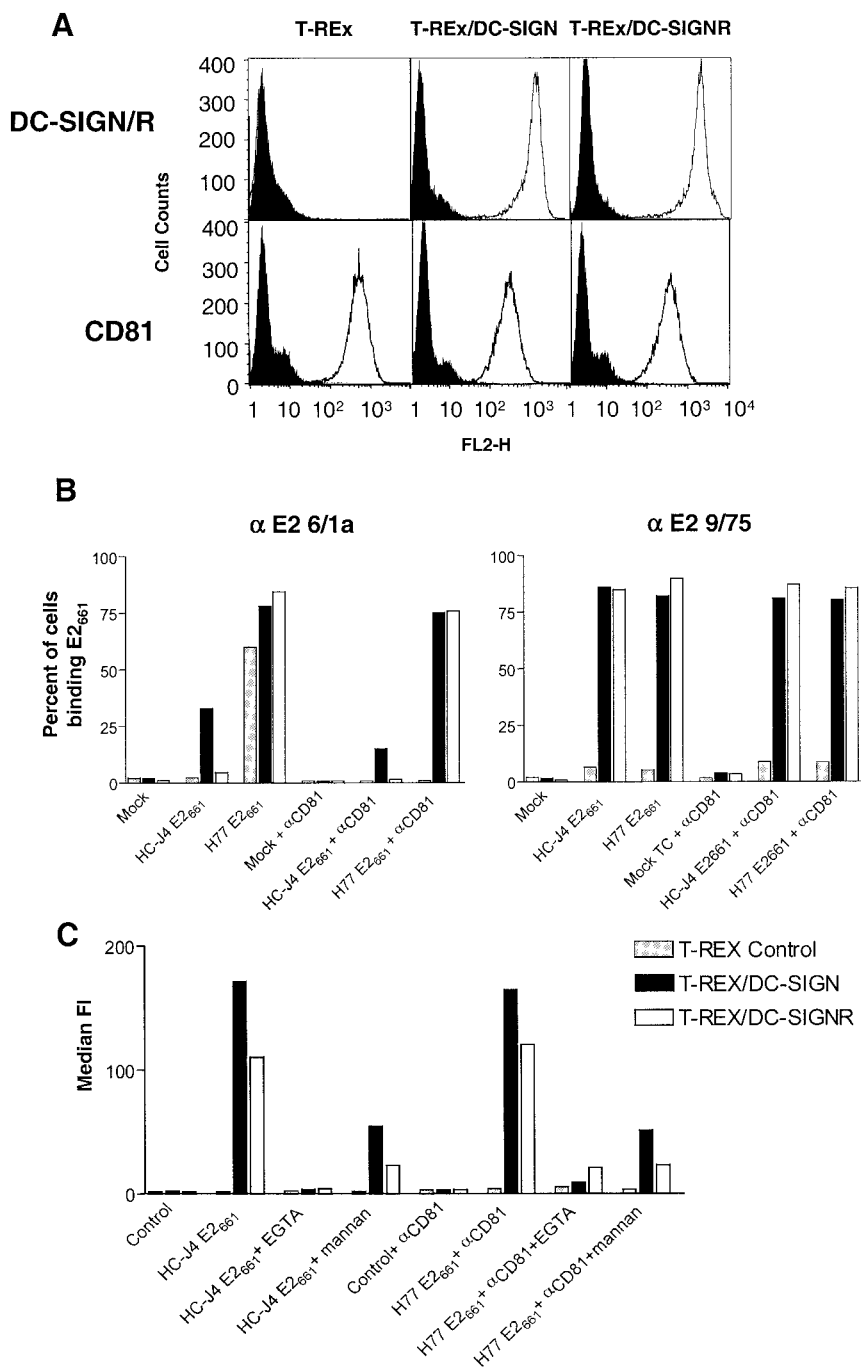 A
T-REx T-REx/DC-SIGN T-REx/DC-SIGNR
DC-SIGN/R
400
300
200
100
Cell Counts
CD81
400
300
200
100
0
1 10 10² 10³ 1 10 10² 10³ 1 10 10² 10³ 10⁴
FL2-H
B
α E2 6/1a
α E2 9/75
Percent of cells
binding E2₆₆₁
100
75
50
25
0
Mock
HC-J4 E2₆₆₁
H77 E2₆₆₁
Mock + αCD81
HC-J4 E2₆₆₁ + αCD81
H77 E2₆₆₁ + αCD81
100
75
50
25
0
Mock
HC-J4 E2₆₆₁
H77 E2₆₆₁
Mock TC + αCD81
HC-J4 E2661 + αCD81
H77 E2661 + αCD81
C
Median FI
200
100
0
T-REX Control
T-REX/DC-SIGN
T-REX/DC-SIGNR
Control
HC-J4 E2₆₆₁
HC-J4 E2₆₆₁+ EGTA
HC-J4 E2₆₆₁+ mannan
Control+ αCD81
H77 E2₆₆₁+ αCD81
H77 E2₆₆₁+ αCD81+EGTA
H77 E2₆₆₁+ αCD81+mannan